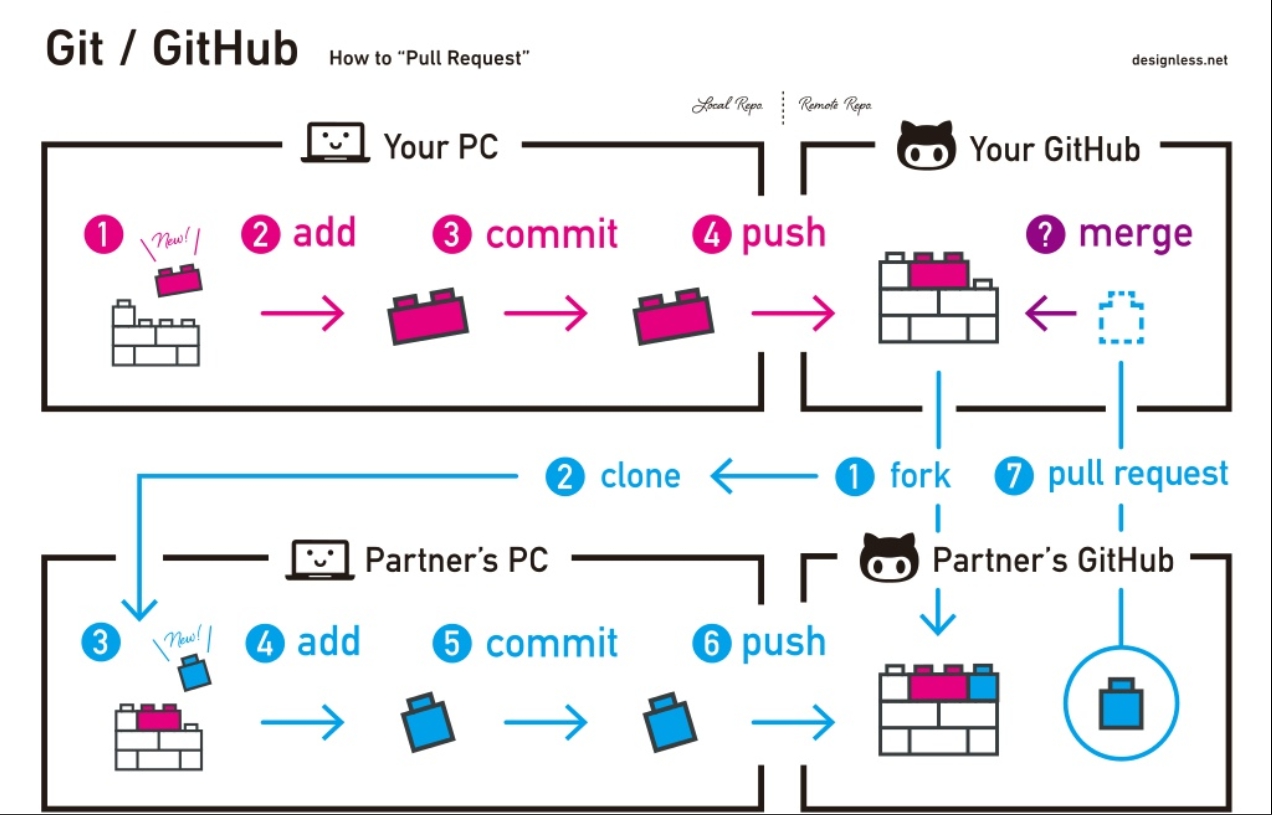 Git / GitHub How to “Pull Request”
designless.net
Local Repo. Remote Repo.
Your PC
Your GitHub
1 New! 2 add 3 commit 4 push ? merge
2 clone 1 fork 7 pull request
Partner’s PC
Partner’s GitHub
3 New! 4 add 5 commit 6 push